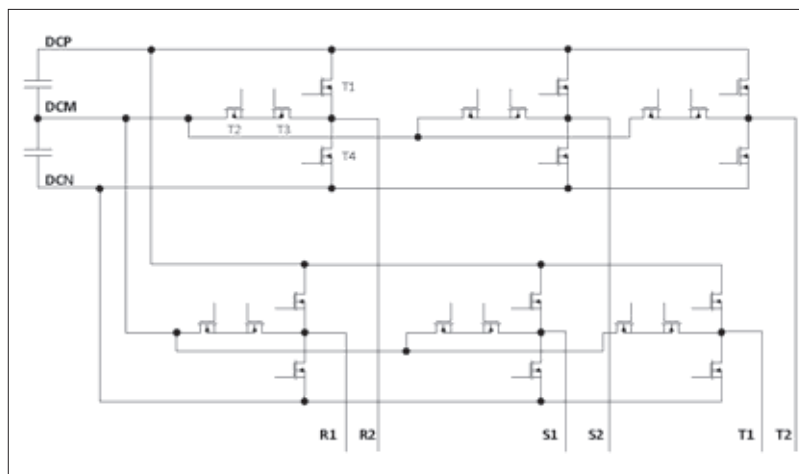 DCP
T1
DCM
T2 T3
T4
DCN
R1 R2 S1 S2 T1 T2